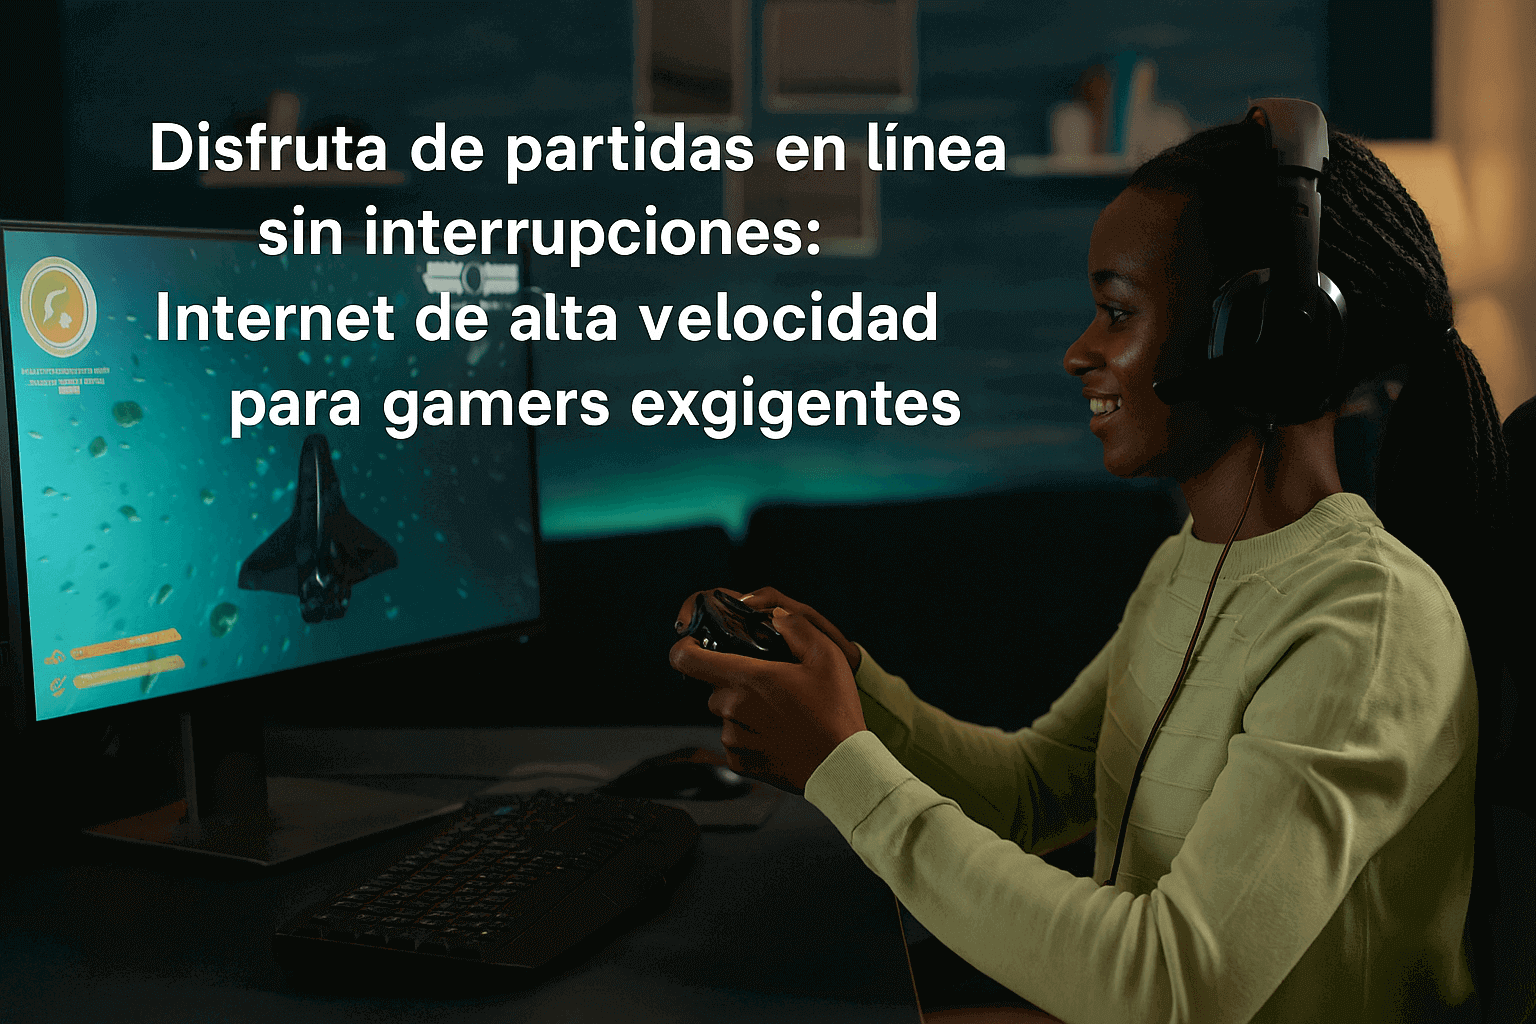 Disfruta de partidas en línea
sin interrupciones:
Internet de alta velocidad
para gamers exgigentes